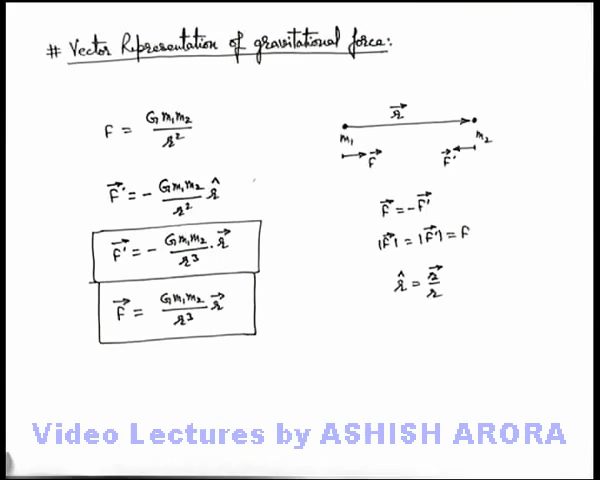 # Vector Representation of gravitational force:
F = Gm₁m₂/r²
F⃗' = - Gm₁m₂/r² r̂
F⃗' = - Gm₁m₂/r³ · r⃗
F⃗ = Gm₁m₂/r³ r⃗
r⃗
m₁ m₂
F⃗ F⃗'
F⃗ = -F⃗'
|F⃗| = |F⃗'| = F
r̂ = r⃗/r
Video Lectures by ASHISH ARORA